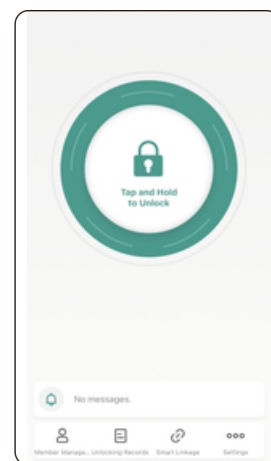 Tap and Hold
to Unlock
No messages.
Member Manage... Unlocking Records Smart Linkage Settings